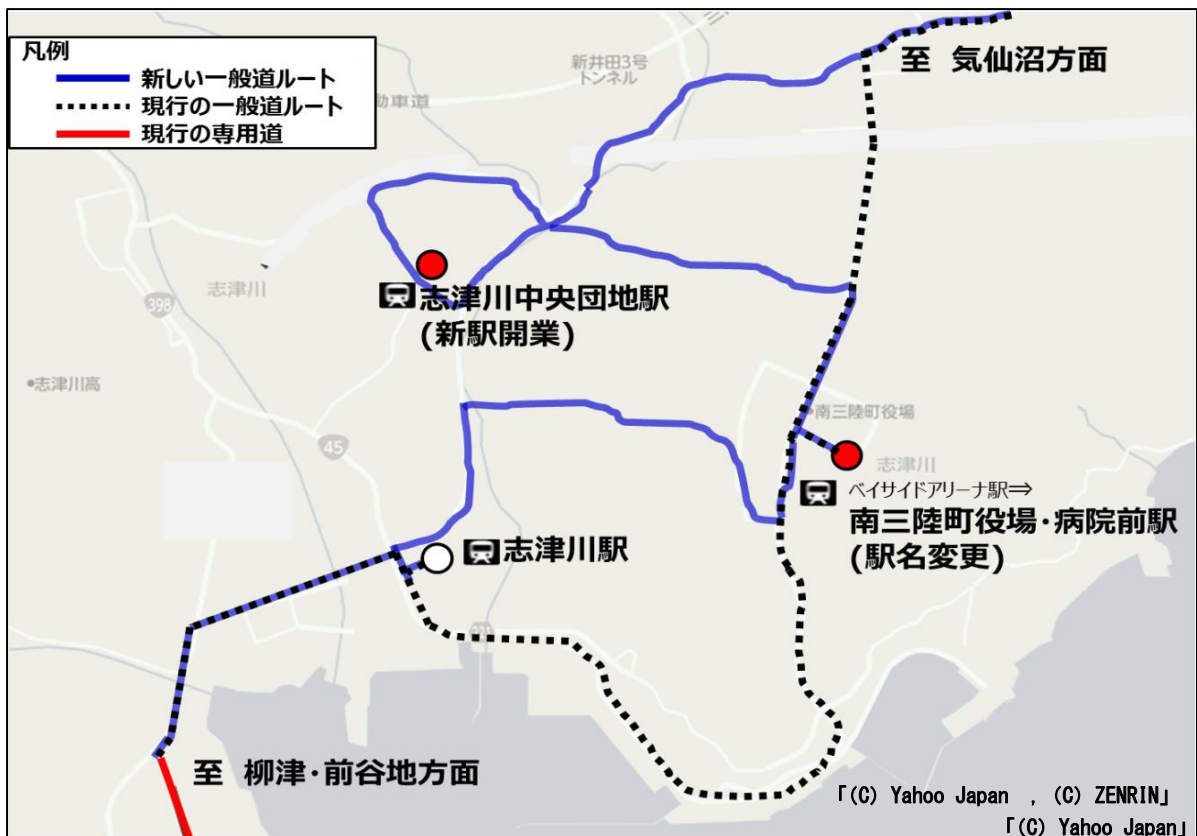 凡例
新しい一般道ルート
現行の一般道ルート
現行の専用道
動車道
新井田3号
トンネル
至 気仙沼方面
志津川
398
志津川中央団地駅
(新駅開業)
志津川高
45
南三陸町役場
志津川
ベイサイドアリーナ駅⇒
南三陸町役場・病院前駅
(駅名変更)
志津川駅
至 柳津・前谷地方面
「(C) Yahoo Japan , (C) ZENRIN」
「(C) Yahoo Japan」